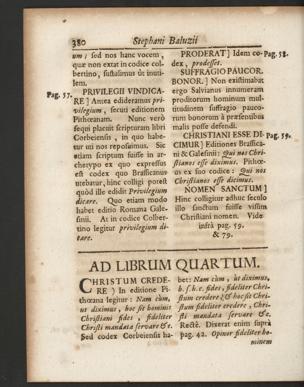 380 Stephani Baluzii
um; sed nos hanc vocem,
quæ non extat in codice col-
bertino, sustulimus ut inuti-
lem.
Pag. 57. PRIVILEGII VINDICA-
RE] Antea edideramus pri-
vilegium, secuti editionem
Pithœanam. Nunc verò
sequi placuit scripturam libri
Corbeiensis, in quo habe-
tur uti nos reposuimus. Sic
etiam scriptum fuisse in ar-
chetypo ex quo expressus
est codex quo Brassicanus
utebatur, hinc colligi potest
quòd ille edidit Privilegium
dicare. Quo etiam modo
habet editio Romana Gale-
sinii. At in codice Colber-
tino legitur privilegium di-
tare.
PRODERAT] Idem co- Pag. 58.
dex, prodesset.
SUFFRAGIO PAUCOR.
BONOR.] Non existimabat
ergo Salvianus innumeram
proditorum hominum mul-
titudinem suffragio pauco-
rum bonorum à præsentibus
malis posse defendi.
CHRISTIANI ESSE DI- Pag. 59.
CIMUR] Editiones Brassica-
ni & Galesinii: Qui nos Chri-
stianos esse diximus. Pithœ-
us ex suo codice: Qui nos
Christianos esse dicimus.
NOMEN SANCTUM]
Hinc colligitur adhuc seculo
illo sanctum fuisse vissum
Christiani nomen. Vide
infrà pag. 59.
& 79.
AD LIBRUM QUARTUM.
CHRISTUM CREDE-
RE] In editione Pi-
thœana legitur: Nam cùm,
ut diximus, hoc sit hominis
Christiani fides, fideliter
Christi mandata servare &c.
Sed codex Corbeiensis ha-
bet: Nam cùm, ut diximus,
h. s. h. c. fides, fideliter Chri-
stum credere & hoc sit Chri-
stum fideliter credere, Chri-
sti mandata servare &c.
Rectè. Dixerat enim suprà
pag. 42. Opinor fideliter ho-
minem